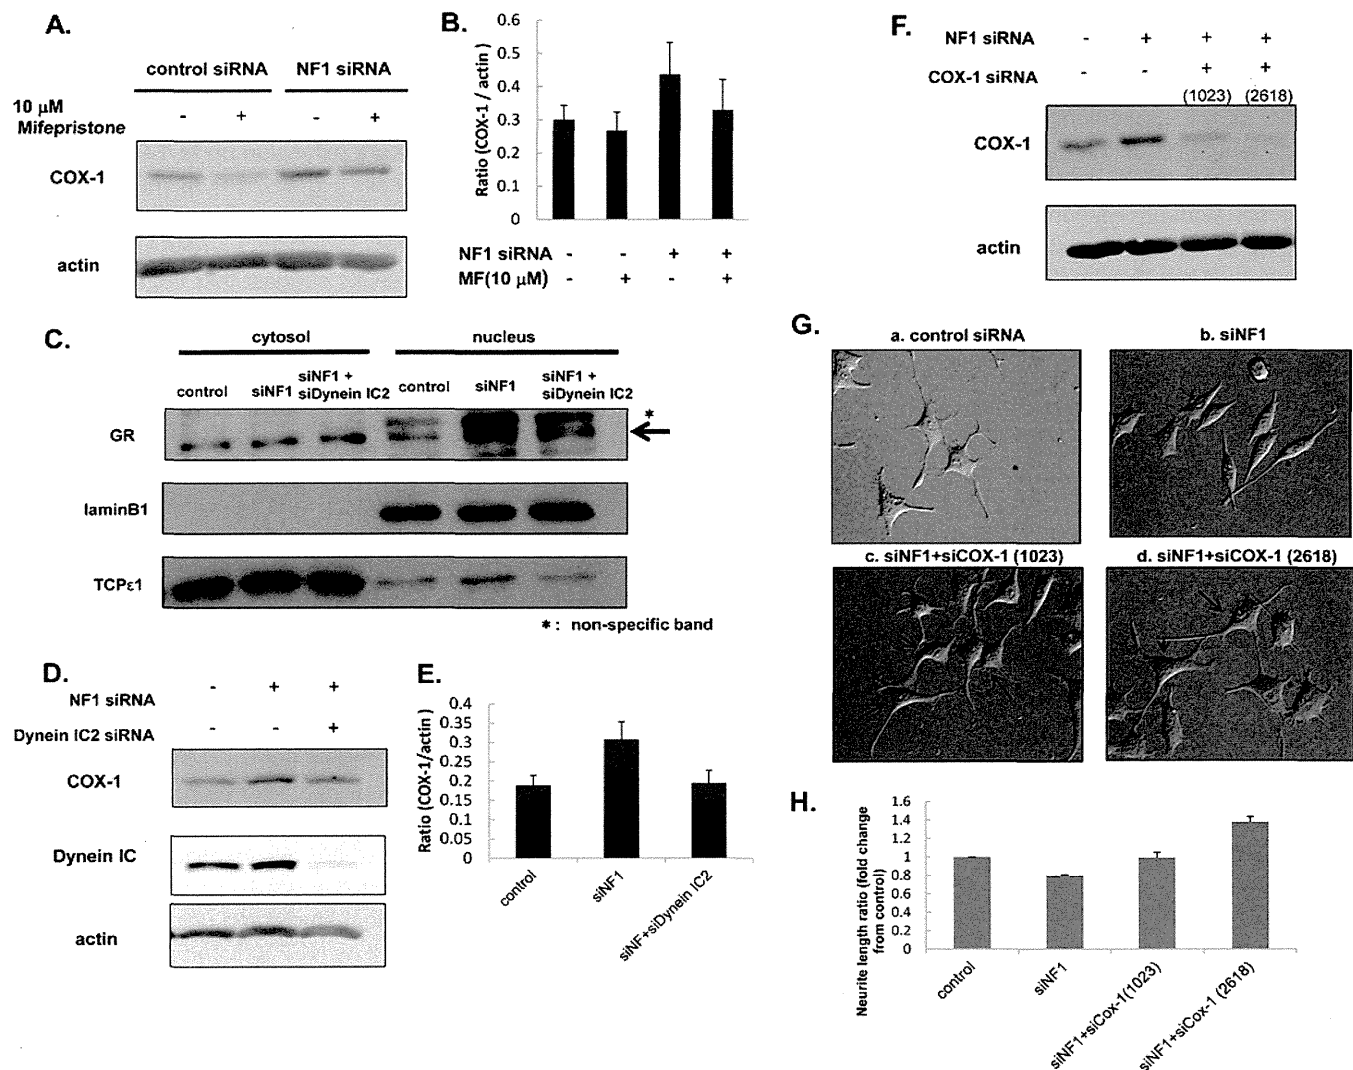 A.
control siRNA NF1 siRNA
10 μM
Mifepristone
- + - +
COX-1
actin
B.
Ratio (COX-1 / actin )
0.6
0.5
0.4
0.3
0.2
0.1
0
NF1 siRNA - - + +
MF(10 μM) - + - +
C.
cytosol nucleus
control siNF1 siNF1 +
siDynein IC2
control siNF1 siNF1 +
siDynein IC2
GR
*
laminB1
TCPε1
* : non-specific band
D.
NF1 siRNA - + +
Dynein IC2 siRNA - - +
COX-1
Dynein IC
actin
E.
Ratio (COX-1/actin)
0.4
0.35
0.3
0.25
0.2
0.15
0.1
0.05
0
control
siNF1
siNF+siDynein IC2
F.
NF1 siRNA - + + +
COX-1 siRNA - - + +
(1023) (2618)
COX-1
actin
G.
a. control siRNA
b. siNF1
c. siNF1+siCOX-1 (1023)
d. siNF1+siCOX-1 (2618)
H.
Neurite length ratio (fold change
from control)
1.6
1.4
1.2
1
0.8
0.6
0.4
0.2
0
control
siNF1
siNF1+siCox-1(1023)
siNF1+siCox-1 (2618)